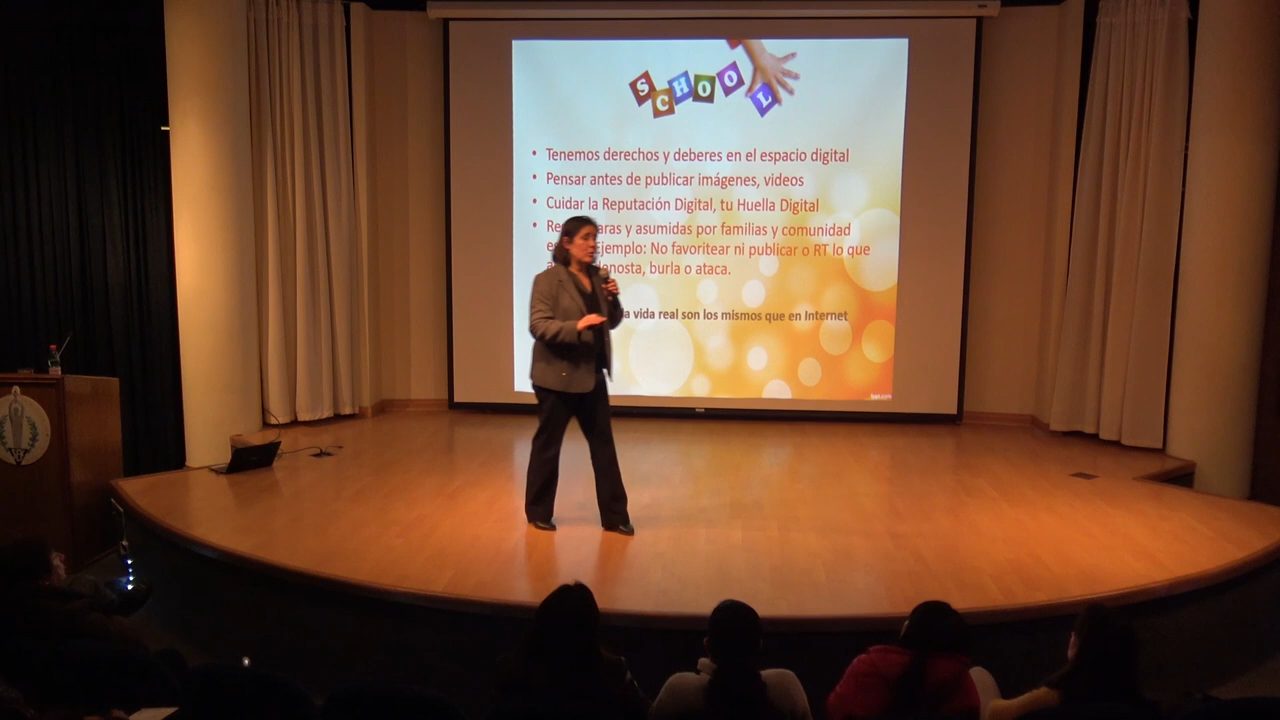 SCHOOL
• Tenemos derechos y deberes en el espacio digital
• Pensar antes de publicar imágenes, videos
• Cuidar la Reputación Digital, tu Huella Digital
• y asumidas por familias y comunidad
Ejemplo: No favoritear ni publicar o RT lo que
burla o ataca.
vida real son los mismos que en Internet